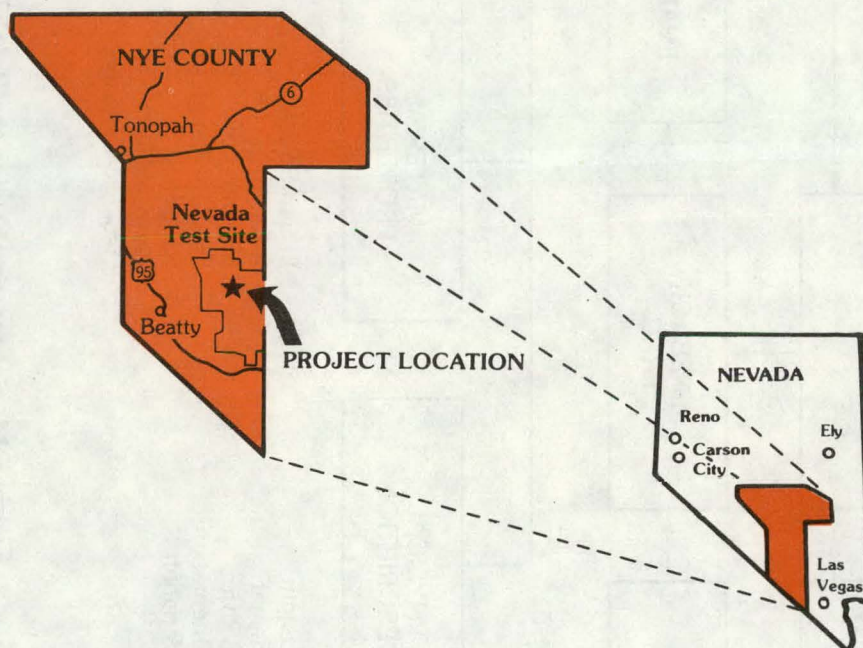 NYE COUNTY
6
Tonopah
Nevada
Test Site
95
Beatty
PROJECT LOCATION
NEVADA
Reno
Ely
Carson
City
Las
Vegas